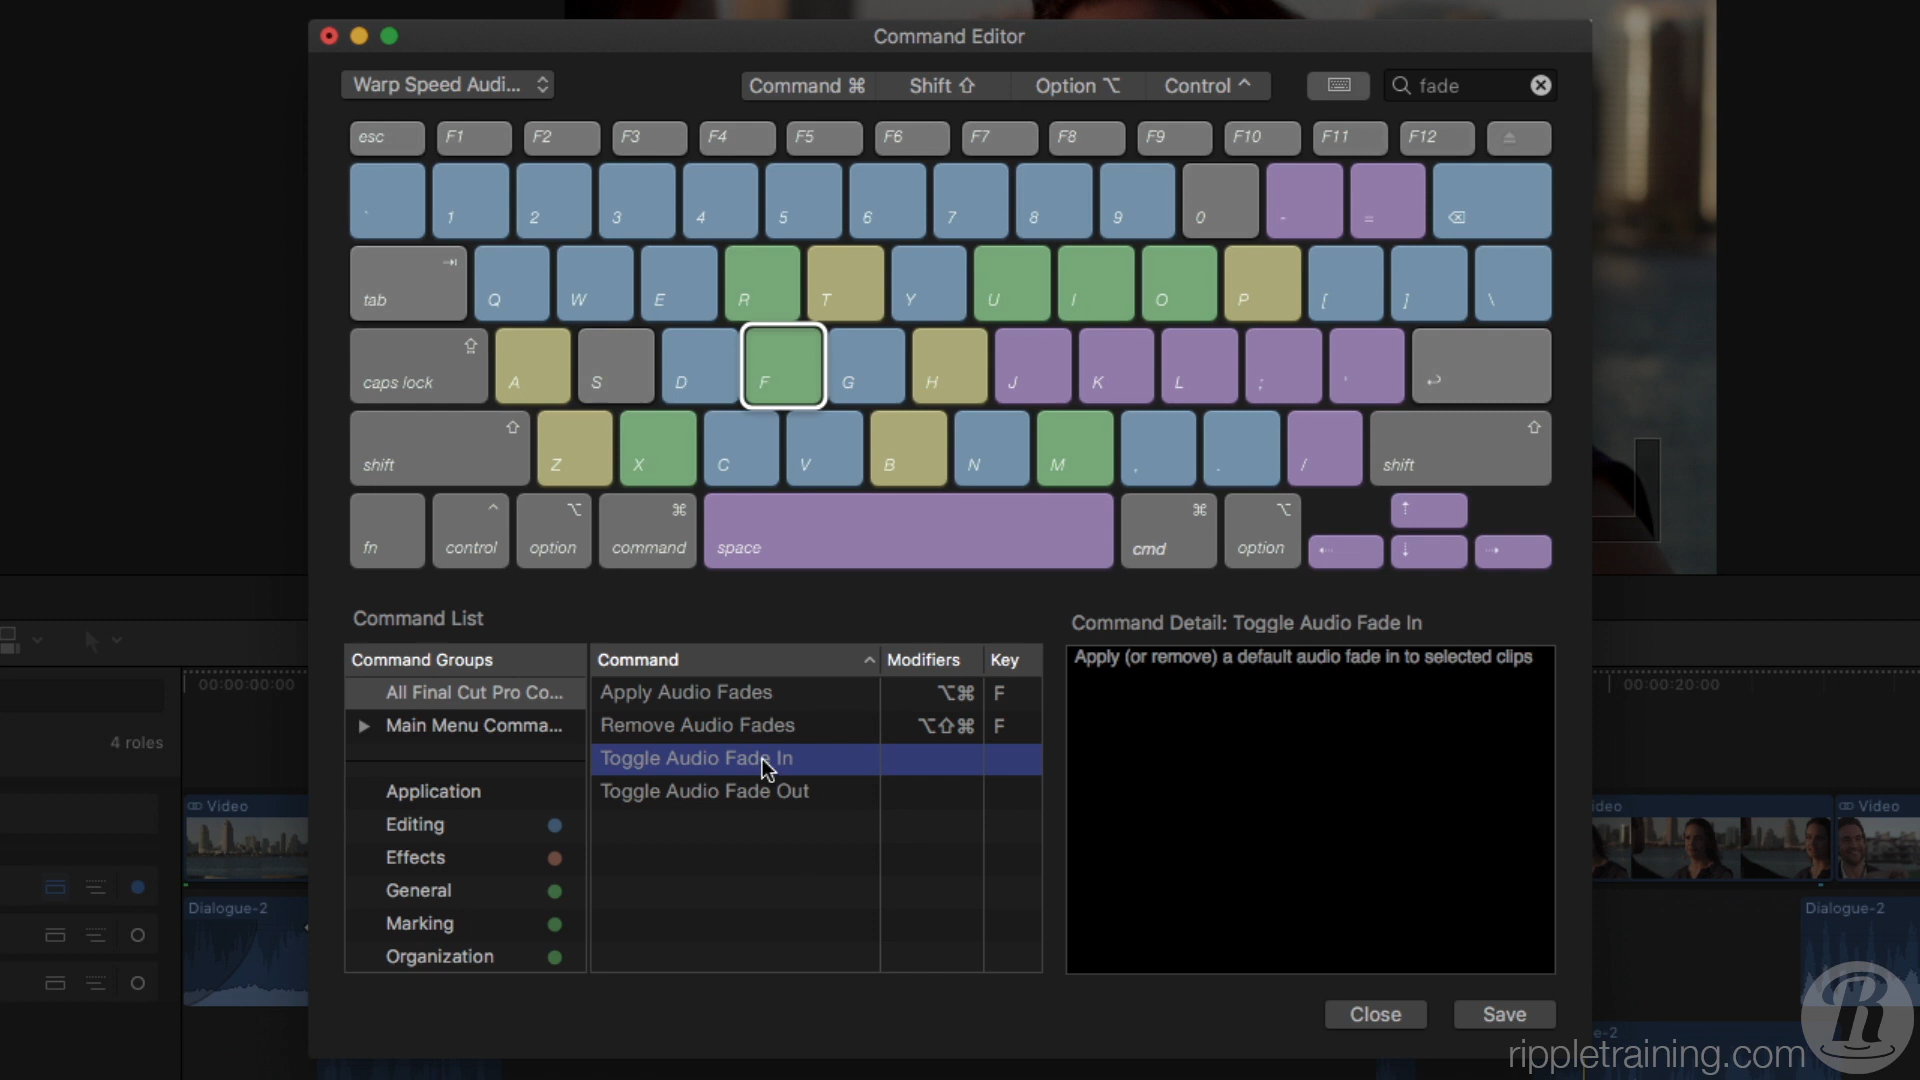 Command Editor
Warp Speed Audi...
Command ⌘ Shift ⇧ Option ⌥ Control ^
fade
esc F1 F2 F3 F4 F5 F6 F7 F8 F9 F10 F11 F12
` 1 2 3 4 5 6 7 8 9 0 - =
tab Q W E R T Y U I O P [ ] \
caps lock A S D F G H J K L ; '
shift Z X C V B N M , . / shift
fn control option command space cmd option
Command List
Command Detail: Toggle Audio Fade In
Command Groups Command Modifiers Key
All Final Cut Pro Co...
Main Menu Comma...
Application
Editing
Effects
General
Marking
Organization
Apply Audio Fades ⌥⌘ F
Remove Audio Fades ⌥⇧⌘ F
Toggle Audio Fade In
Toggle Audio Fade Out
Apply (or remove) a default audio fade in to selected clips
Close Save
00:00:00:00
00:00:20:00
4 roles
Video
Dialogue-2
ideo
Video
Dialogue-2
e-2
rippletraining.com